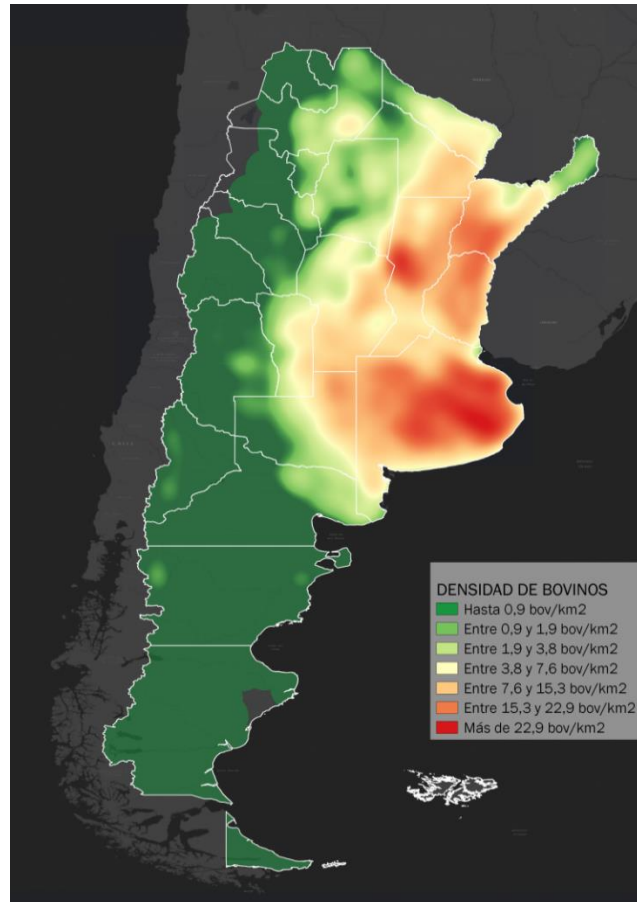 DENSIDAD DE BOVINOS
Hasta 0,9 bov/km2
Entre 0,9 y 1,9 bov/km2
Entre 1,9 y 3,8 bov/km2
Entre 3,8 y 7,6 bov/km2
Entre 7,6 y 15,3 bov/km2
Entre 15,3 y 22,9 bov/km2
Más de 22,9 bov/km2